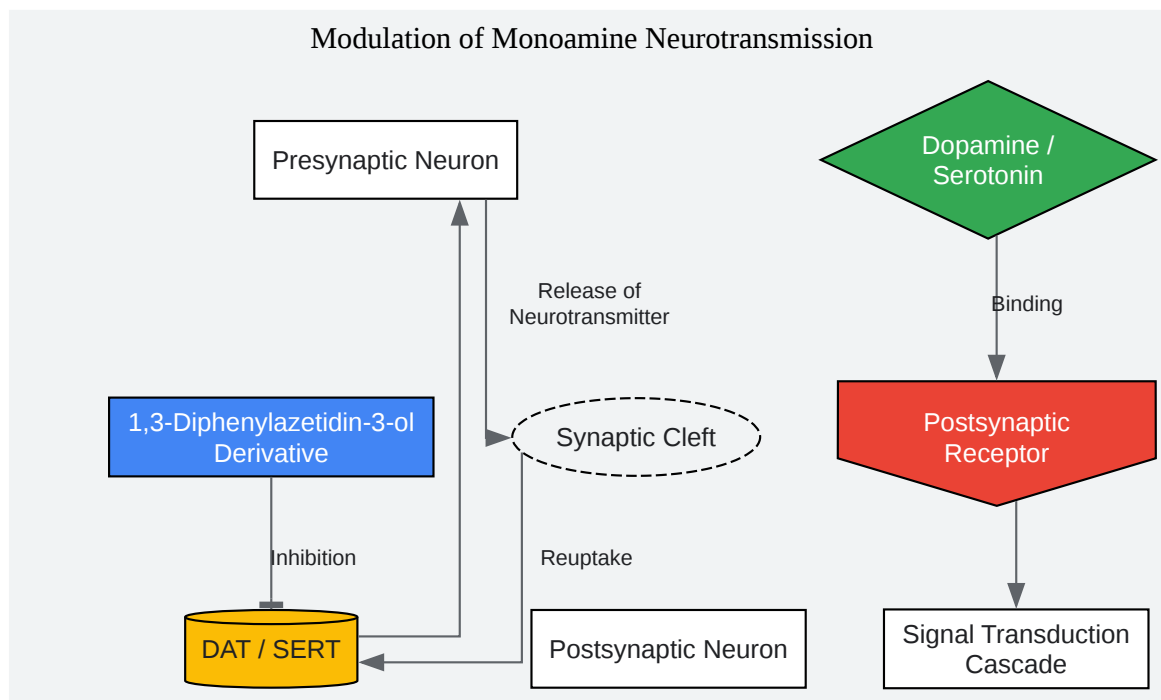 Modulation of Monoamine Neurotransmission
Presynaptic Neuron
Dopamine /
Serotonin
Release of
Neurotransmitter
Binding
1,3-Diphenylazetidin-3-ol
Derivative
Synaptic Cleft
Postsynaptic
Receptor
Inhibition
Reuptake
DAT / SERT
Postsynaptic Neuron
Signal Transduction
Cascade